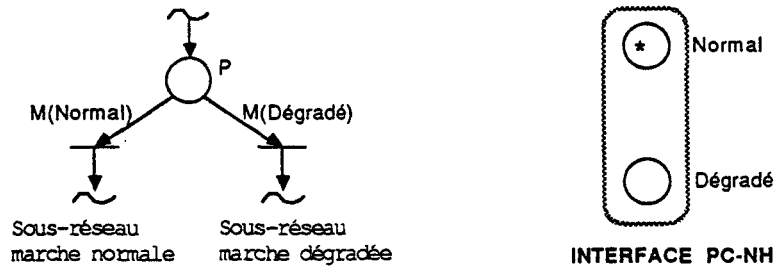 P
M(Normal)
M(Dégradé)
Sous-réseau
marche normale
Sous-réseau
marche dégradée
* Normal
Dégradé
INTERFACE PC-NH